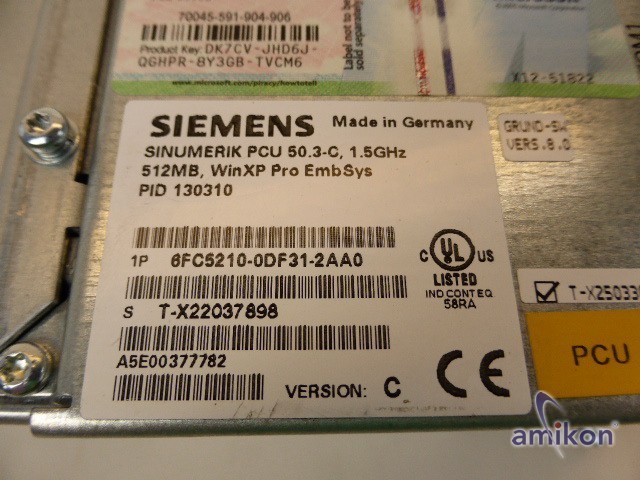 70045-591-904-906
Product Key: DK7CV-JHD6J-
QGHPR-8Y3GB-TVCM6
www.microsoft.com/piracy/howtotell
Label not to be
sold separately
X12-51822
SIEMENS Made in Germany
SINUMERIK PCU 50.3-C, 1.5GHz
512MB, WinXP Pro EmbSys
PID 130310
GRUND-SW
VERS.8.0
1P 6FC5210-0DF31-2AA0
C UL US
LISTED
IND CONT EQ
58RA
S T-X22037898
T-X25033
A5E00377782
VERSION: C CE
PCU
amikon